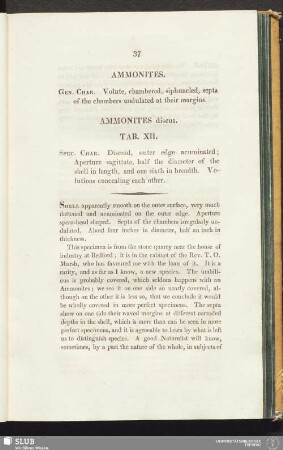 37
AMMONITES.
GEN. CHAR. Volute, chambered, siphuncled, septa
of the chambers undulated at their margins.
AMMONITES discus.
TAB. XII.
SPEC. CHAR. Discoid, outer edge acuminated;
Aperture sagittate, half the diameter of the
shell in length, and one sixth in breadth. Vo-
lutions concealing each other.
SHELL apparently smooth on the outer surface, very much
flattened and acuminated on the outer edge. Aperture
spear-head shaped. Septa of the chambers irregularly un-
dulated. About four inches in diameter, half an inch in
thickness.
This specimen is from the stone quarry near the house of
industry at Bedford; it is in the cabinet of the Rev. T. O.
Marsh, who has favoured me with the loan of it. It is a
rarity, and as far as I know, a new species. The umbili-
cus is probably covered, which seldom happens with an
Ammonites; we see it on one side so nearly covered, al-
though on the other it is less so, that we conclude it would
be wholly covered in more perfect specimens. The septa
show on one side their waved margins at different corroded
depths in the shell, which is more than can be seen in more
perfect specimens, and it is agreeable to learn by what is left
us to distinguish species. A good Naturalist will know,
sometimes, by a part the nature of the whole, in subjects of
SLUB
Wir führen Wissen.
UNIVERSITÄTSBIBLIOTHEK
FREIBERG